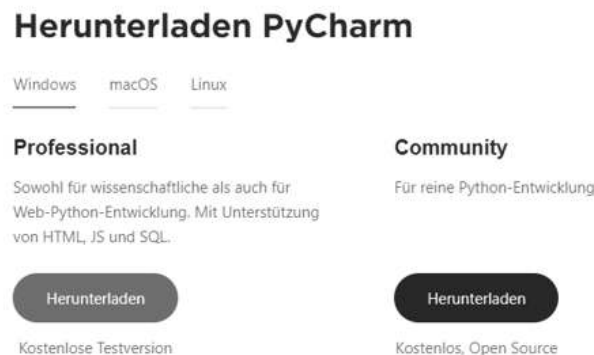 Herunterladen PyCharm
Windows macOS Linux
Professional
Sowohl für wissenschaftliche als auch für
Web-Python-Entwicklung. Mit Unterstützung
von HTML, JS und SQL.
Herunterladen
Kostenlose Testversion
Community
Für reine Python-Entwicklung
Herunterladen
Kostenlos, Open Source